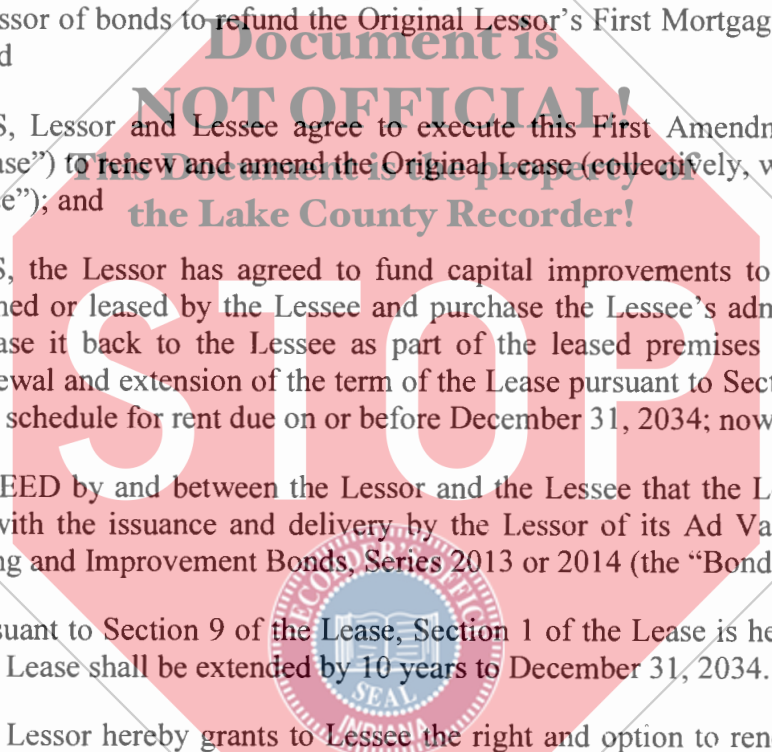 ssor of bonds to refund the Original Lessor's First Mortgag
d
Document is
NOT OFFICIAL!
This Document is the property of
the Lake County Recorder!
S, Lessor and Lessee agree to execute this First Amendm
ase") to renew and amend the Original Lease (collectively, w
e"); and
S, the Lessor has agreed to fund capital improvements to
ned or leased by the Lessee and purchase the Lessee's adm
ase it back to the Lessee as part of the leased premises
ewal and extension of the term of the Lease pursuant to Sect
schedule for rent due on or before December 31, 2034; now
STOP
EED by and between the Lessor and the Lessee that the L
with the issuance and delivery by the Lessor of its Ad Va
ng and Improvement Bonds, Series 2013 or 2014 (the "Bond
suant to Section 9 of the Lease, Section 1 of the Lease is he
Lease shall be extended by 10 years to December 31, 2034.
RECORDER'S OFFICE
SEAL
INDIANA
Lessor hereby grants to Lessee the right and option to ren